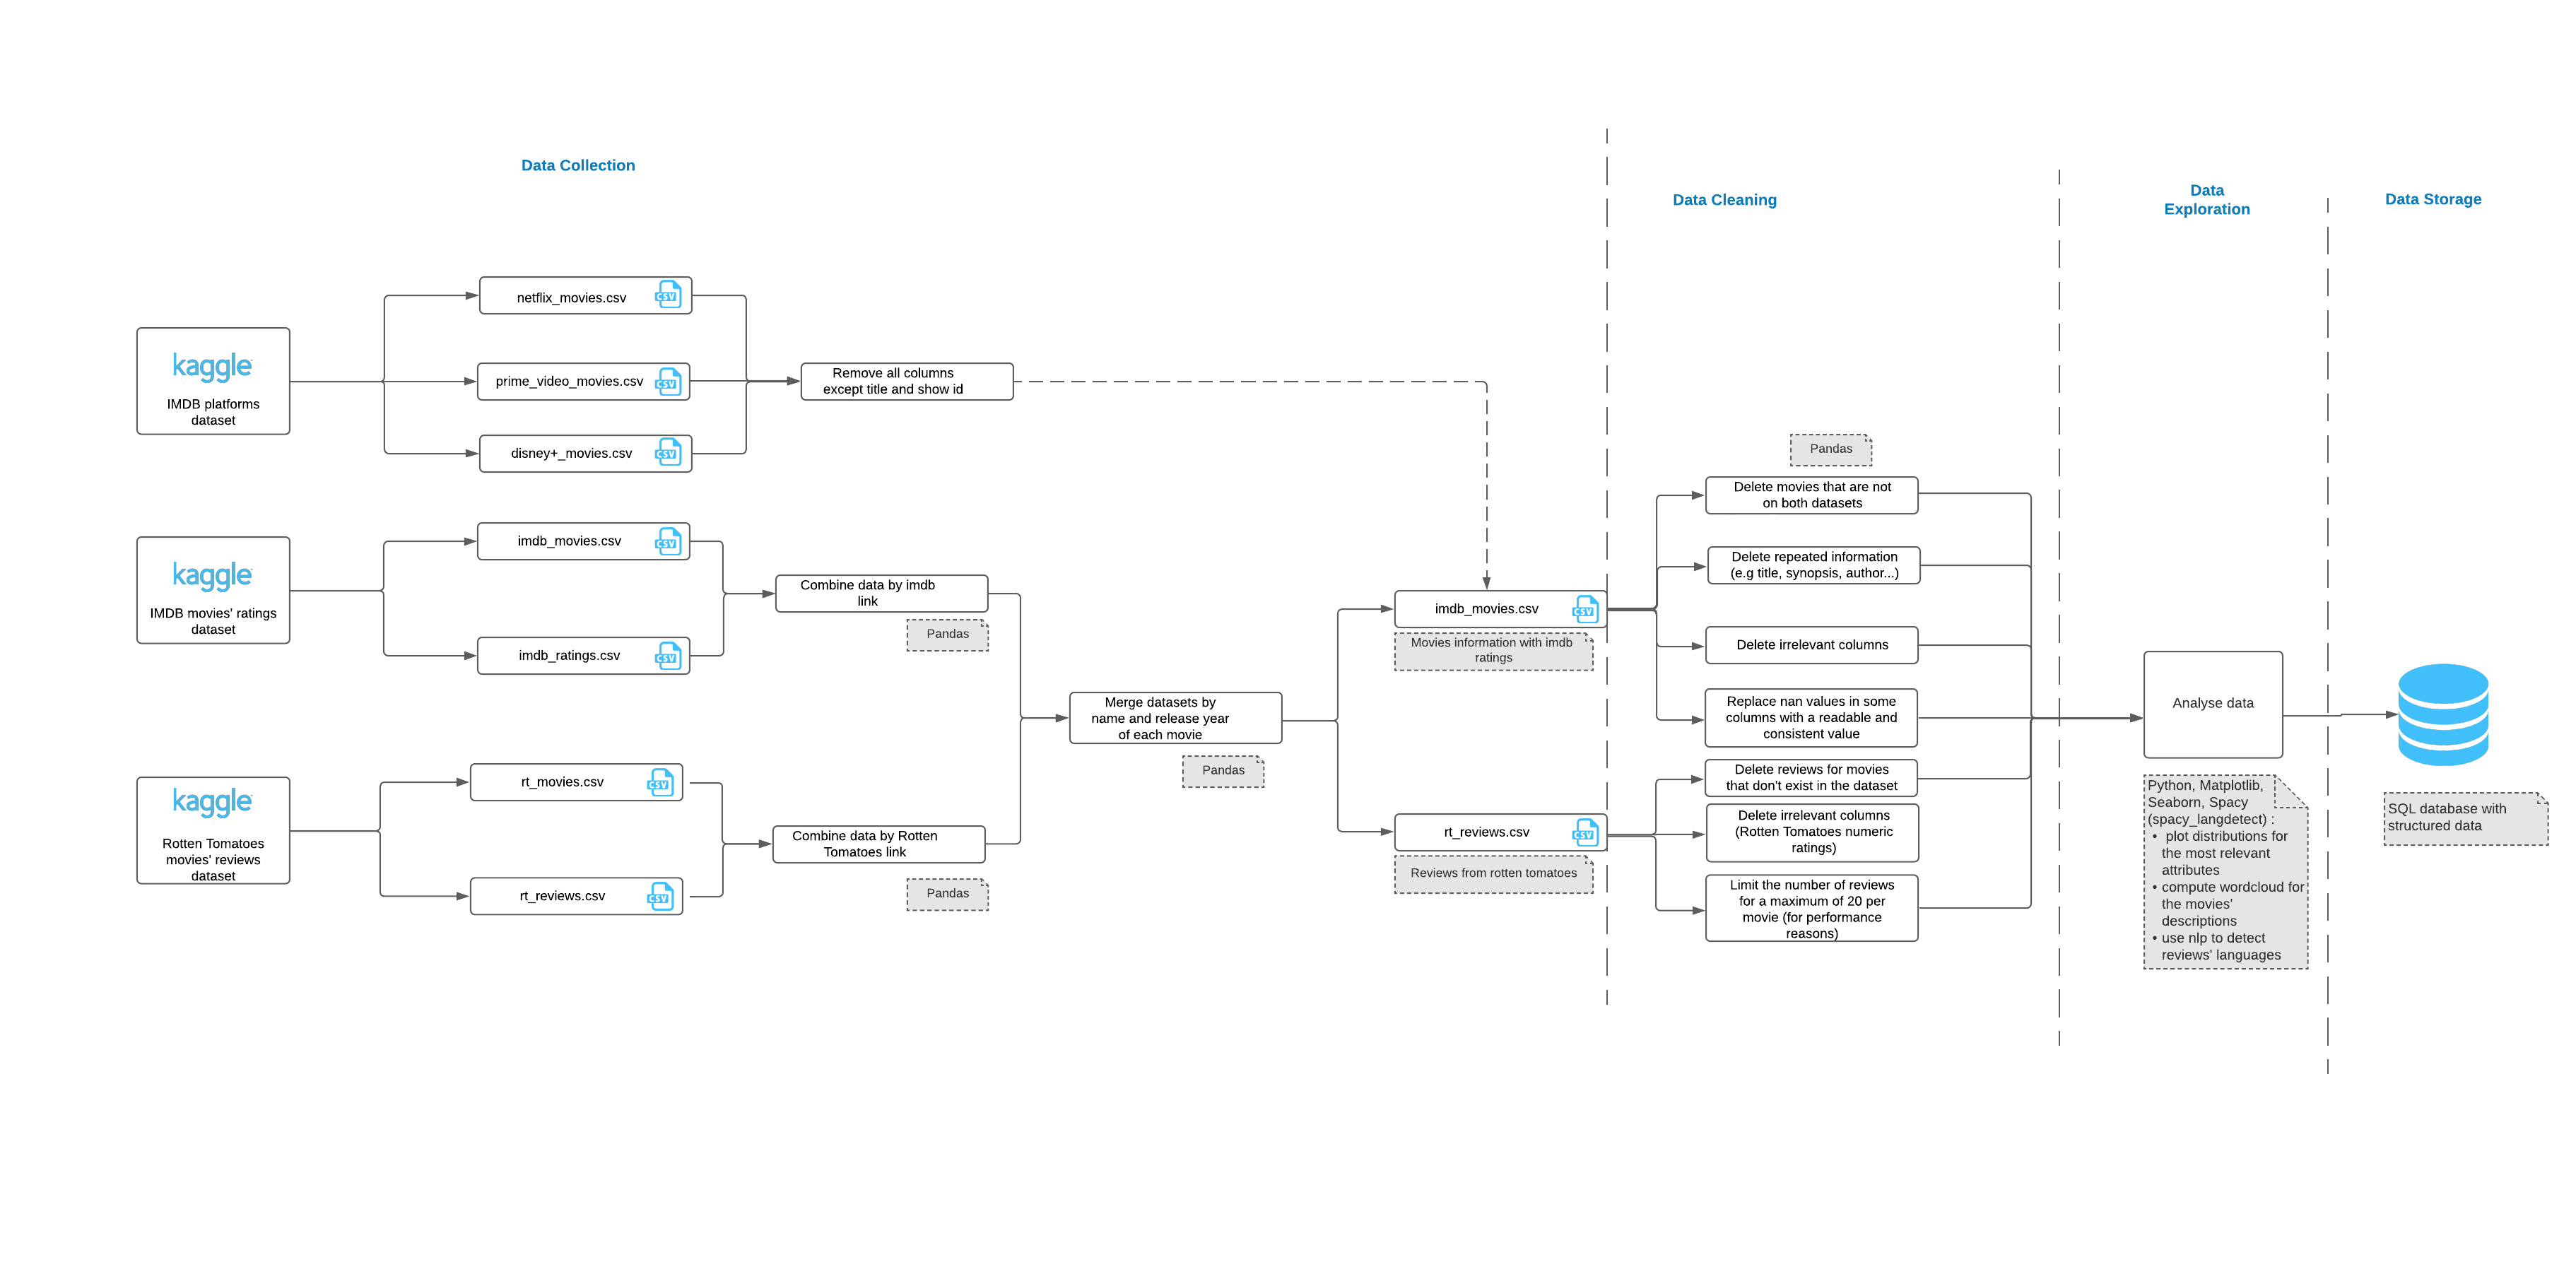 Data Collection
Data Cleaning
Data
Exploration
Data Storage
kaggle
IMDB platforms
dataset
netflix_movies.csv
CSV
prime_video_movies.csv
CSV
disney+_movies.csv
CSV
Remove all columns
except title and show id
kaggle
IMDB movies' ratings
dataset
imdb_movies.csv
CSV
imdb_ratings.csv
CSV
Combine data by imdb
link
Pandas
kaggle
Rotten Tomatoes
movies' reviews
dataset
rt_movies.csv
CSV
rt_reviews.csv
CSV
Combine data by Rotten
Tomatoes link
Pandas
Merge datasets by
name and release year
of each movie
Pandas
imdb_movies.csv
CSV
Movies information with imdb
ratings
rt_reviews.csv
CSV
Reviews from rotten tomatoes
Pandas
Delete movies that are not
on both datasets
Delete repeated information
(e.g title, synopsis, author...)
Delete irrelevant columns
Replace nan values in some
columns with a readable and
consistent value
Delete reviews for movies
that don't exist in the dataset
Delete irrelevant columns
(Rotten Tomatoes numeric
ratings)
Limit the number of reviews
for a maximum of 20 per
movie (for performance
reasons)
Analyse data
Python, Matplotlib,
Seaborn, Spacy
(spacy_langdetect) :
• plot distributions for
the most relevant
attributes
• compute wordcloud for
the movies'
descriptions
• use nlp to detect
reviews' languages
SQL database with
structured data